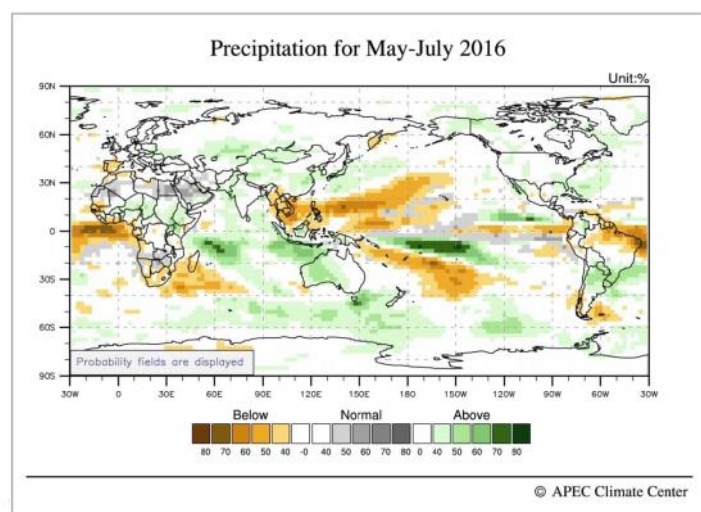 Precipitation for May-July 2016
Unit:%
90N
60N
30N
0
30S
60S
90S
Probability fields are displayed
30W 0 30E 60E 90E 120E 150E 180 150W 120W 90W 60W 30W
Below Normal Above
80 70 60 50 40 -0 40 50 60 70 80 0 40 50 60 70 80
© APEC Climate Center